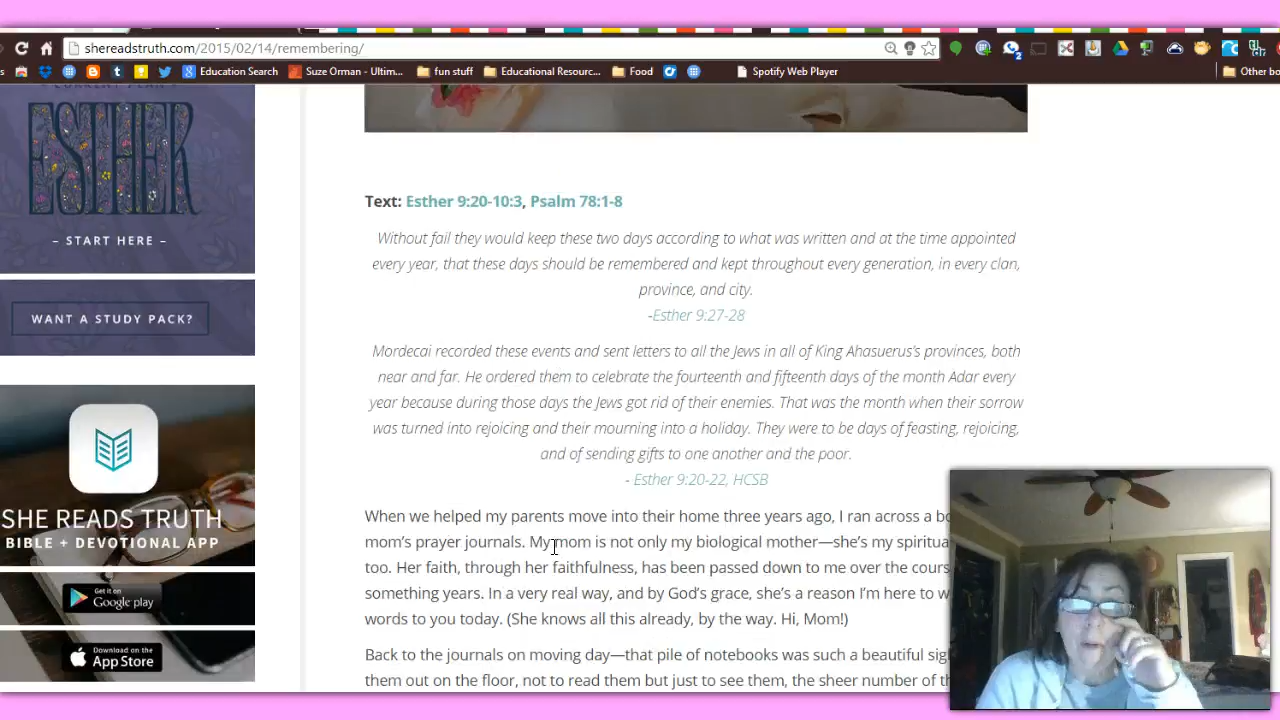 shereadstruth.com/2015/02/14/remembering/
Education Search
Suze Orman - Ultim...
fun stuff
Educational Resourc...
Food
Spotify Web Player
Other bo
ESTHER
– START HERE –
WANT A STUDY PACK?
SHE READS TRUTH
BIBLE + DEVOTIONAL APP
Get it on
Google play
Download on the
App Store
Text: Esther 9:20-10:3, Psalm 78:1-8
Without fail they would keep these two days according to what was written and at the time appointed
every year, that these days should be remembered and kept throughout every generation, in every clan,
province, and city.
-Esther 9:27-28
Mordecai recorded these events and sent letters to all the Jews in all of King Ahasuerus's provinces, both
near and far. He ordered them to celebrate the fourteenth and fifteenth days of the month Adar every
year because during those days the Jews got rid of their enemies. That was the month when their sorrow
was turned into rejoicing and their mourning into a holiday. They were to be days of feasting, rejoicing,
and of sending gifts to one another and the poor.
- Esther 9:20-22, HCSB
When we helped my parents move into their home three years ago, I ran across a bo
mom's prayer journals. My mom is not only my biological mother—she's my spiritua
too. Her faith, through her faithfulness, has been passed down to me over the cours
something years. In a very real way, and by God's grace, she's a reason I'm here to w
words to you today. (She knows all this already, by the way. Hi, Mom!)
Back to the journals on moving day—that pile of notebooks was such a beautiful sig
them out on the floor, not to read them but just to see them, the sheer number of th